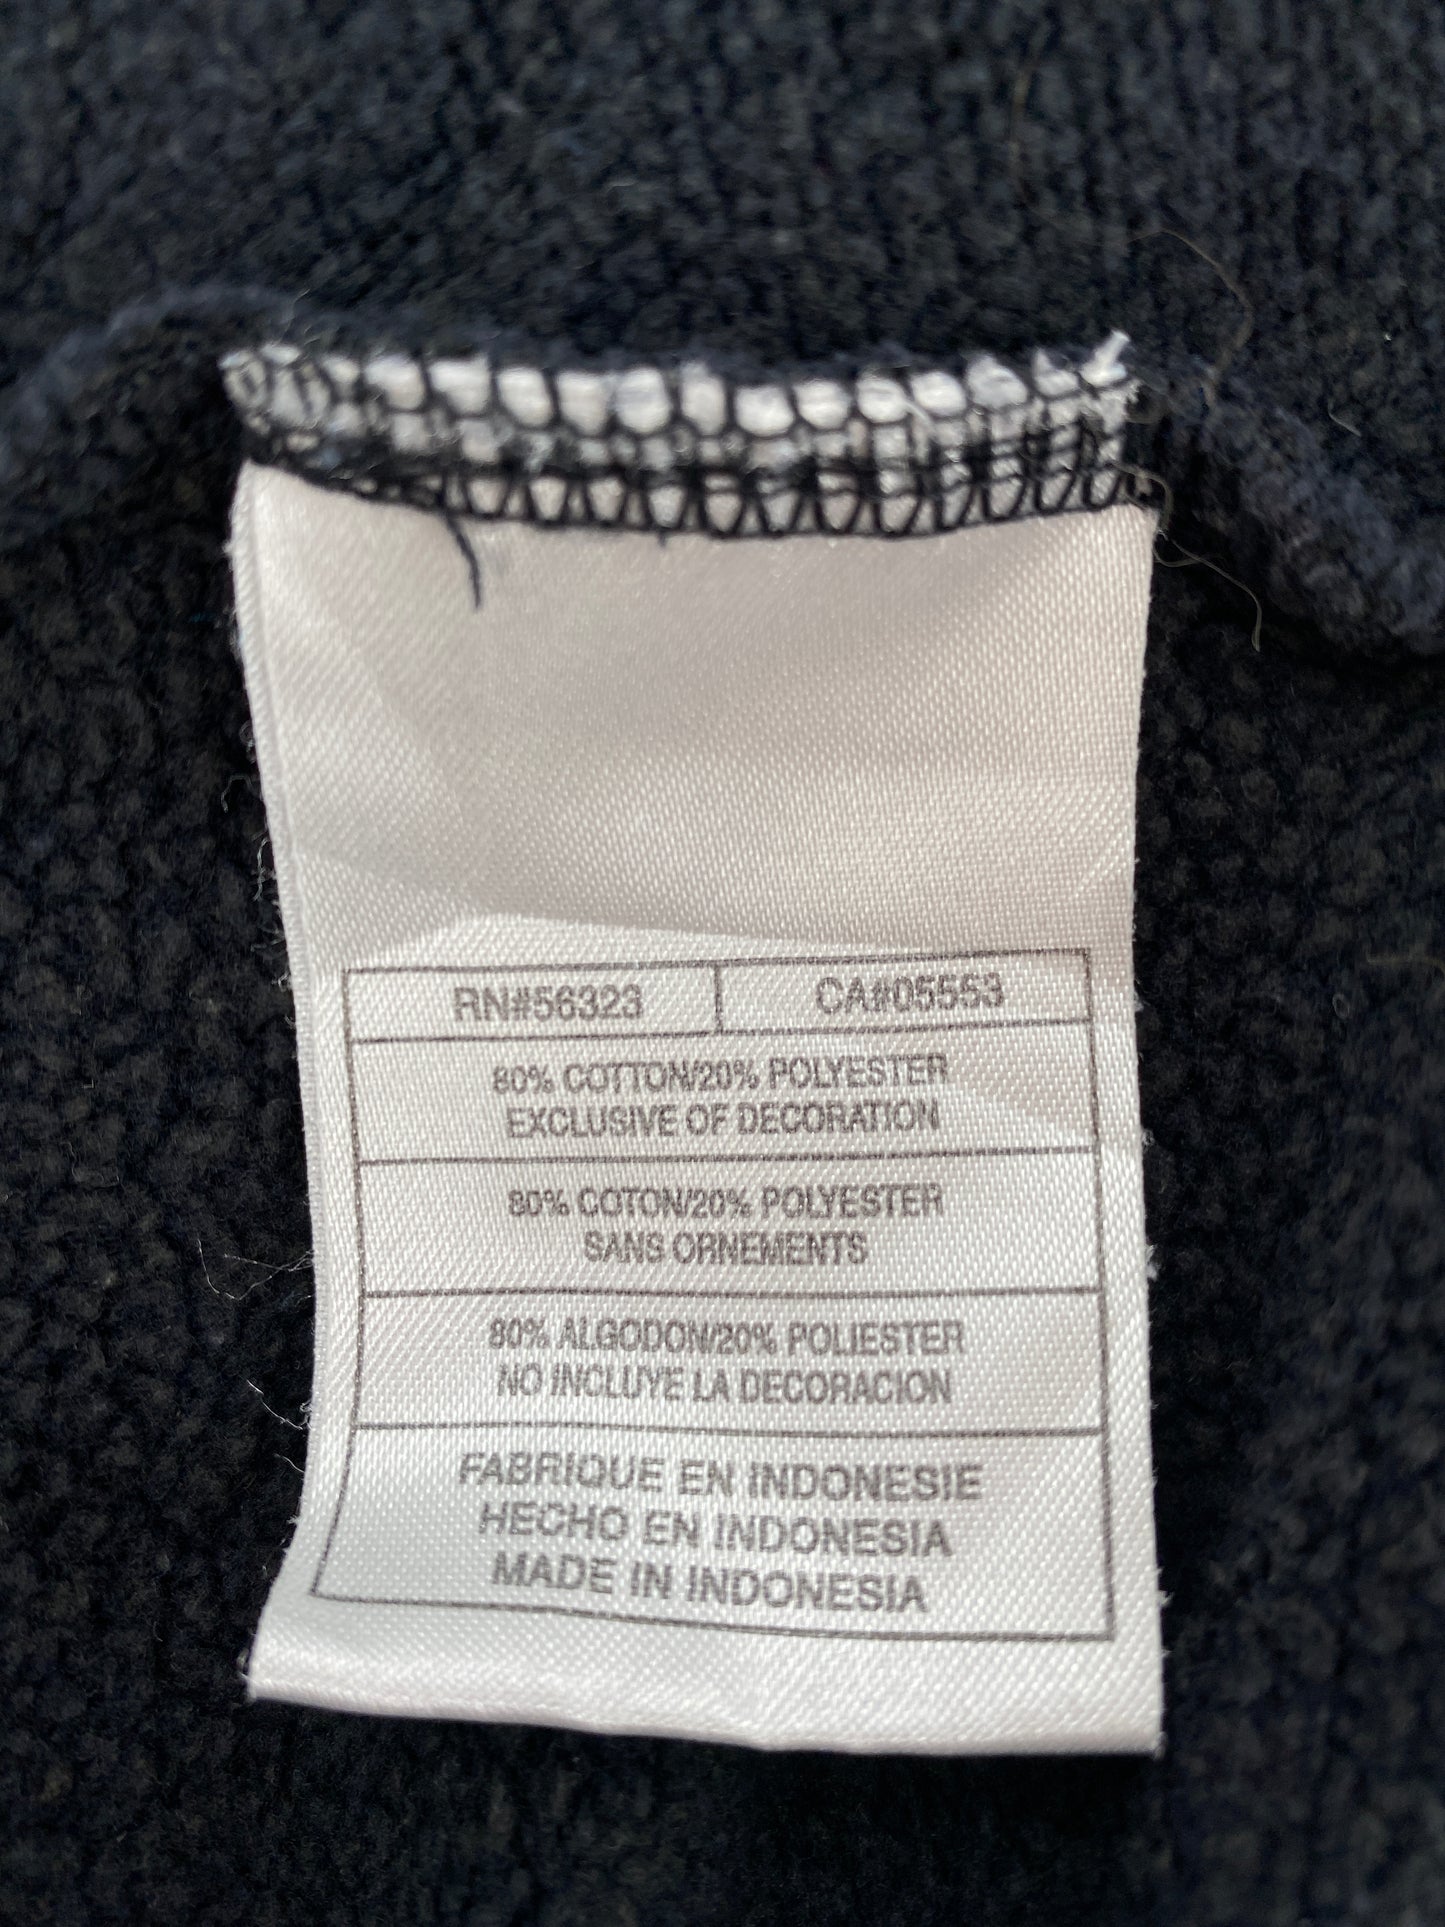 RN#56323 CA#05553
80% COTTON/20% POLYESTER
EXCLUSIVE OF DECORATION
80% COTON/20% POLYESTER
SANS ORNEMENTS
80% ALGODON/20% POLIESTER
NO INCLUYE LA DECORACION
FABRIQUE EN INDONESIE
HECHO EN INDONESIA
MADE IN INDONESIA